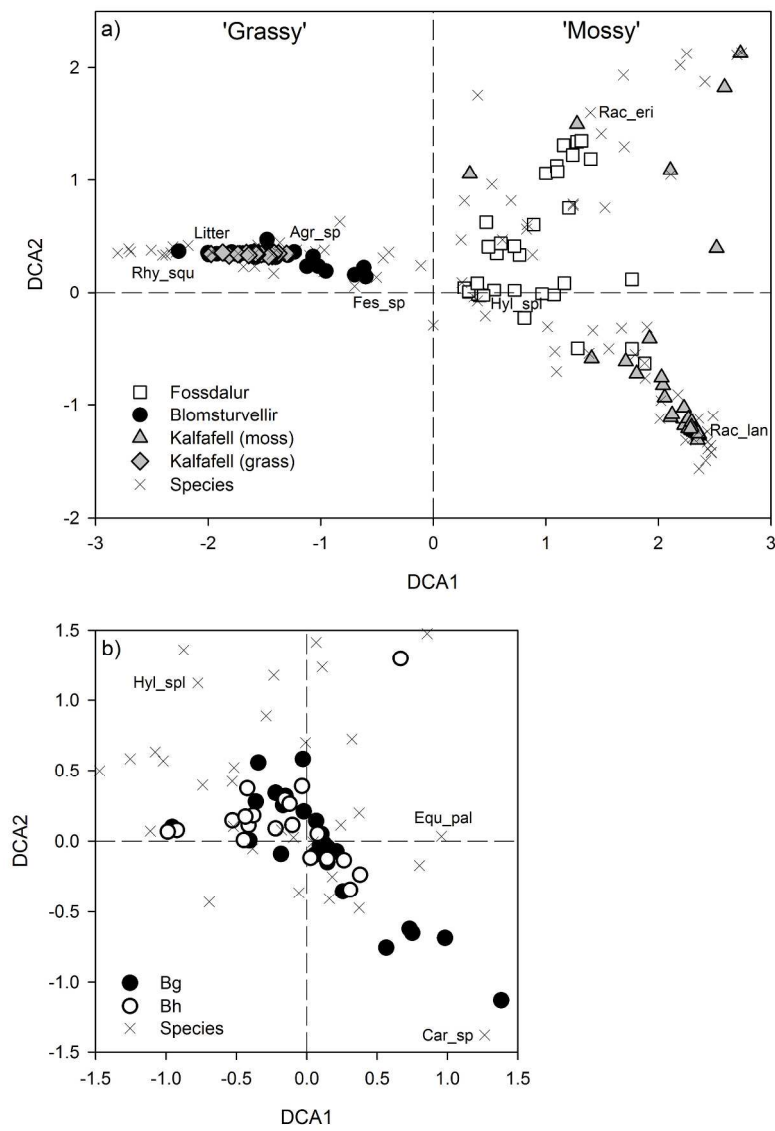 a)
'Grassy' 'Mossy'
2
1
0
-1
-2
DCA2
Rac_eri
Litter Agr_sp
Rhy_squ
Fes_sp
Hyl_spl
Rac_lan
Fossdalur
Blomsturvellir
Kalfafell (moss)
Kalfafell (grass)
Species
-3 -2 -1 0 1 2 3
DCA1
b)
1.5
1.0
0.5
0.0
-0.5
-1.0
-1.5
DCA2
Hyl_spl
Equ_pal
Car_sp
Bg
Bh
Species
-1.5 -1.0 -0.5 0.0 0.5 1.0 1.5
DCA1